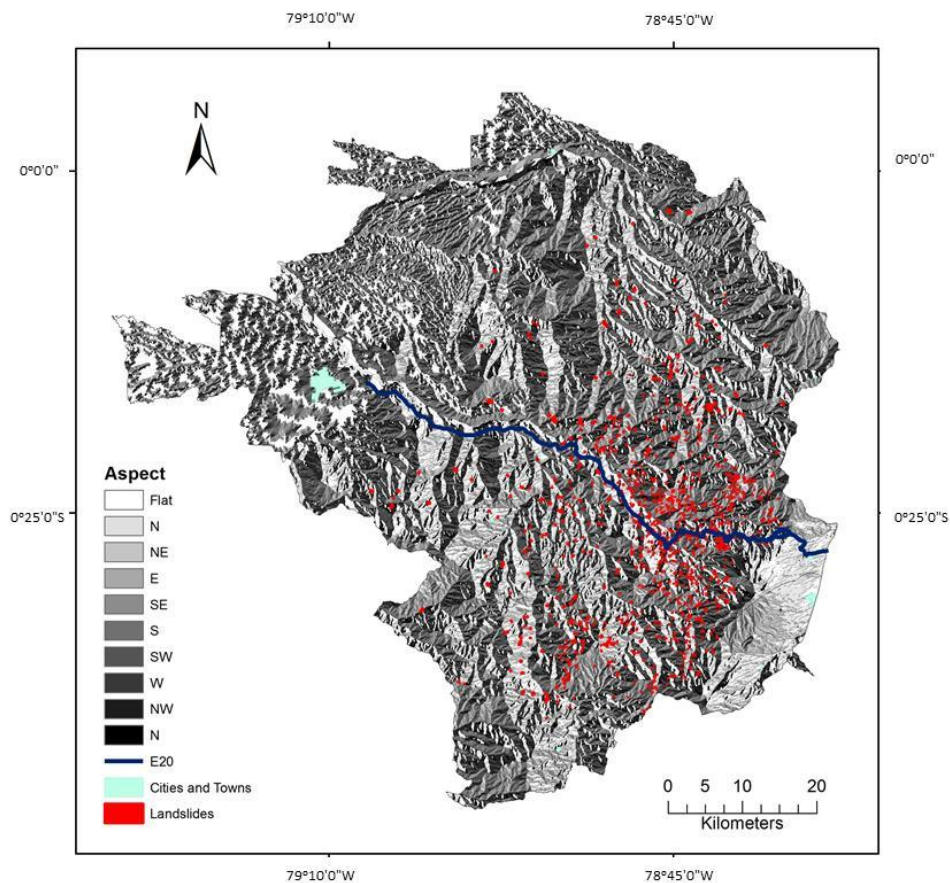 79°10'0"W 78°45'0"W
N
0°0'0" 0°0'0"
0°25'0"S 0°25'0"S
Aspect
Flat
N
NE
E
SE
S
SW
W
NW
N
E20
Cities and Towns
Landslides
0 5 10 20
Kilometers
79°10'0"W 78°45'0"W